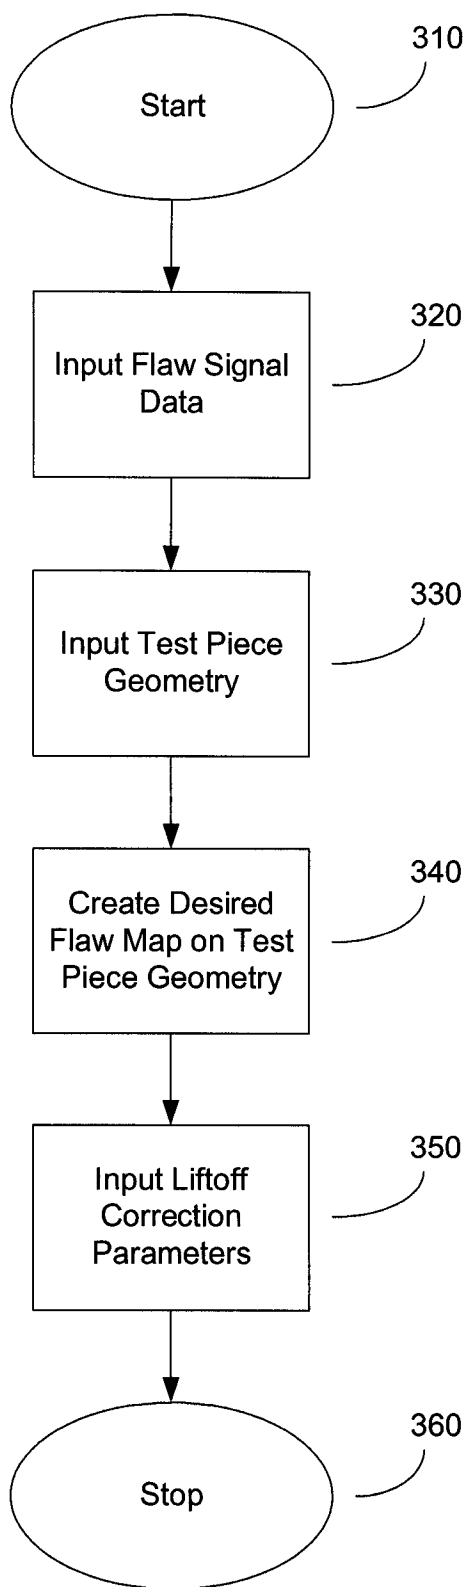 310
Start
320
Input Flaw Signal
Data
330
Input Test Piece
Geometry
340
Create Desired
Flaw Map on Test
Piece Geometry
350
Input Liftoff
Correction
Parameters
360
Stop